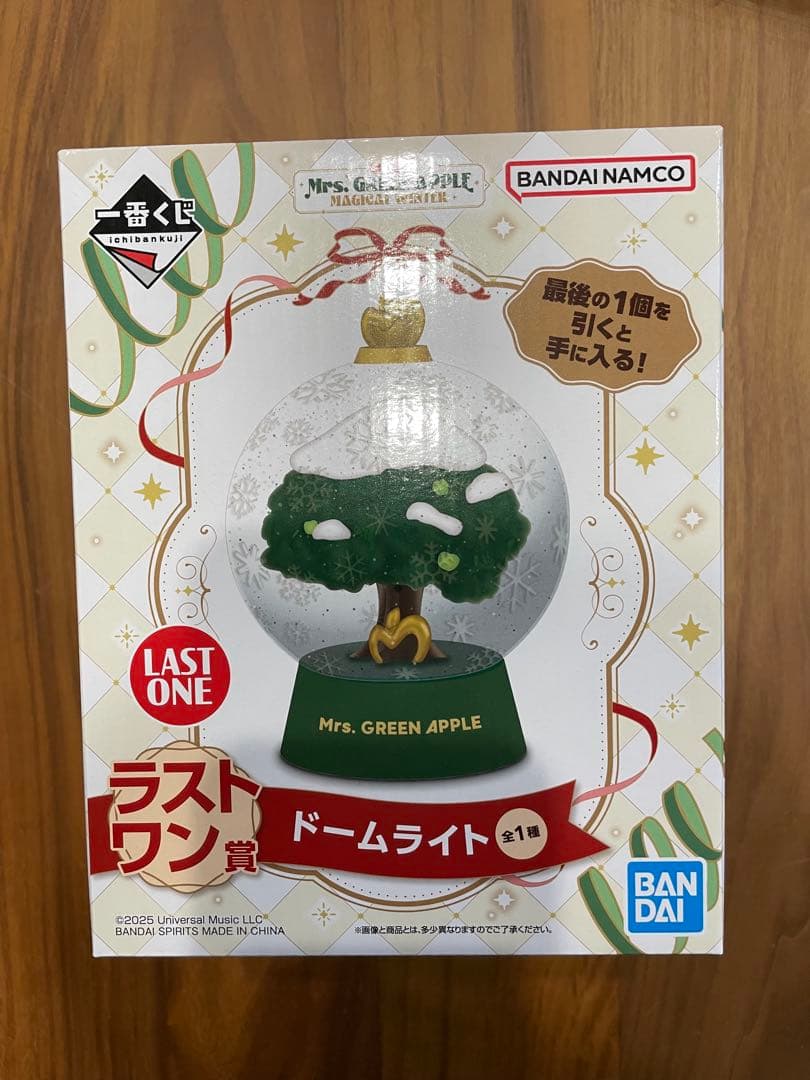 一番くじ
ichibankuji
Mrs. GREEN APPLE
MAGICAL WINTER
BANDAI NAMCO
最後の1個を
引くと
手に入る!
Mrs. GREEN APPLE
LAST
ONE
ラスト
ワン賞
ドームライト 全1種
BAN
DAI
©2025 Universal Music LLC
BANDAI SPIRITS MADE IN CHINA
※画像と商品とは、多少異なりますのでご了承ください。